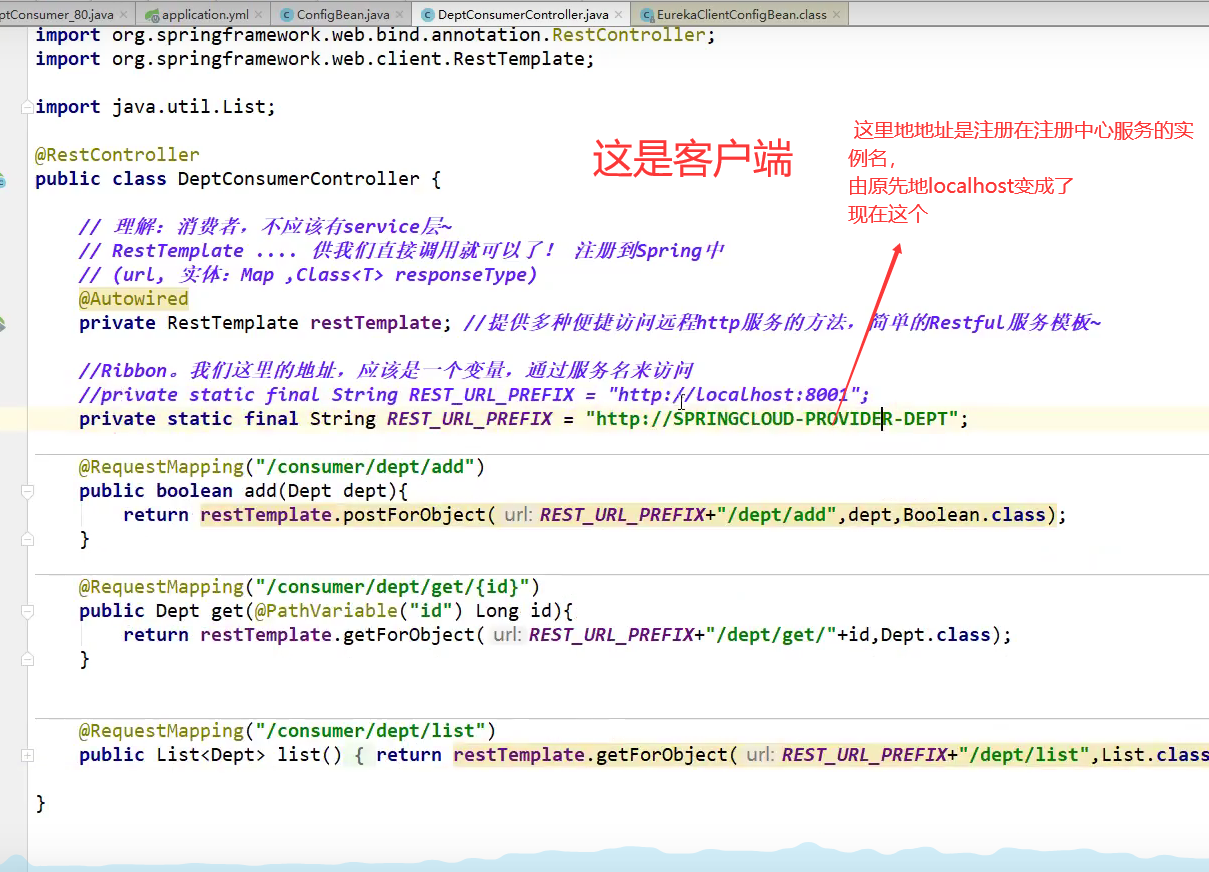 ptConsumer_80.java × application.yml × ConfigBean.java × DeptConsumerController.java × EurekaClientConfigBean.class ×
import org.springframework.web.bind.annotation.RestController;
import org.springframework.web.client.RestTemplate;
import java.util.List;
@RestController
public class DeptConsumerController {
这是客户端
这里地地址是注册在注册中心服务的实
例名，
由原先地localhost变成了
现在这个
// 理解：消费者，不应该有service层~
// RestTemplate .... 供我们直接调用就可以了！ 注册到Spring中
// (url, 实体：Map ,Class<T> responseType)
@Autowired
private RestTemplate restTemplate; //提供多种便捷访问远程http服务的方法，简单的Restful服务模板~
//Ribbon。我们这里的地址，应该是一个变量，通过服务名来访问
//private static final String REST_URL_PREFIX = "http://localhost:8001";
private static final String REST_URL_PREFIX = "http://SPRINGCLOUD-PROVIDER-DEPT";
@RequestMapping("/consumer/dept/add")
public boolean add(Dept dept){
return restTemplate.postForObject( url: REST_URL_PREFIX+"/dept/add",dept,Boolean.class);
}
@RequestMapping("/consumer/dept/get/{id}")
public Dept get(@PathVariable("id") Long id){
return restTemplate.getForObject( url: REST_URL_PREFIX+"/dept/get/"+id,Dept.class);
}
@RequestMapping("/consumer/dept/list")
public List<Dept> list() { return restTemplate.getForObject( url: REST_URL_PREFIX+"/dept/list",List.class
}